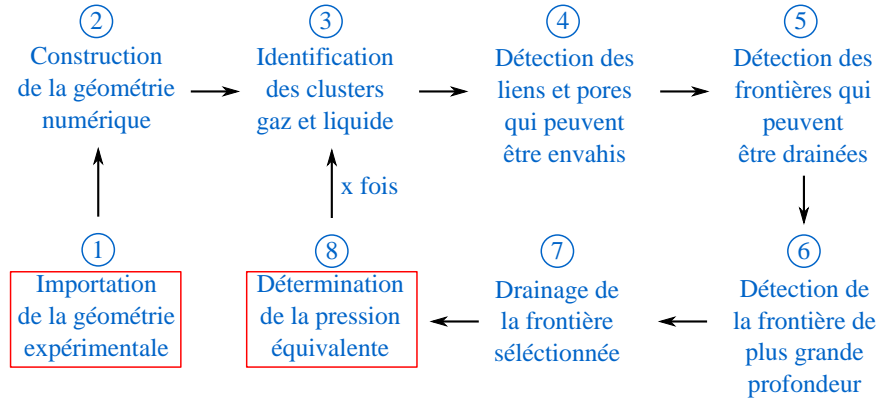 2
Construction
de la géométrie
numérique
3
Identification
des clusters
gaz et liquide
4
Détection des
liens et pores
qui peuvent
être envahis
5
Détection des
frontières qui
peuvent
être drainées
x fois
1
Importation
de la géométrie
expérimentale
8
Détermination
de la pression
équivalente
7
Drainage de
la frontière
séléctionnée
6
Détection de
la frontière de
plus grande
profondeur